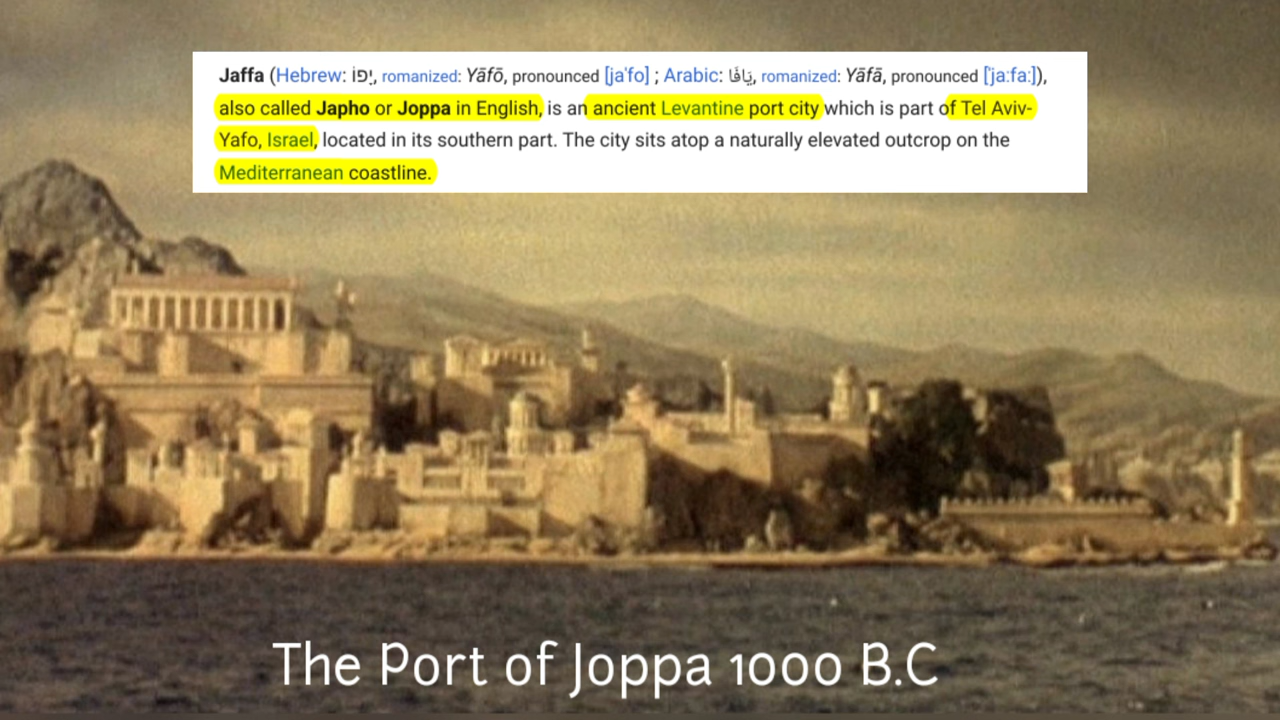 Jaffa (Hebrew: יָפוֹ, romanized: Yāfō, pronounced [jaˈfo] ; Arabic: يَافَا, romanized: Yāfā, pronounced [ˈjaːfaː]),
also called Japho or Joppa in English, is an ancient Levantine port city which is part of Tel Aviv-
Yafo, Israel, located in its southern part. The city sits atop a naturally elevated outcrop on the
Mediterranean coastline.
The Port of Joppa 1000 B.C